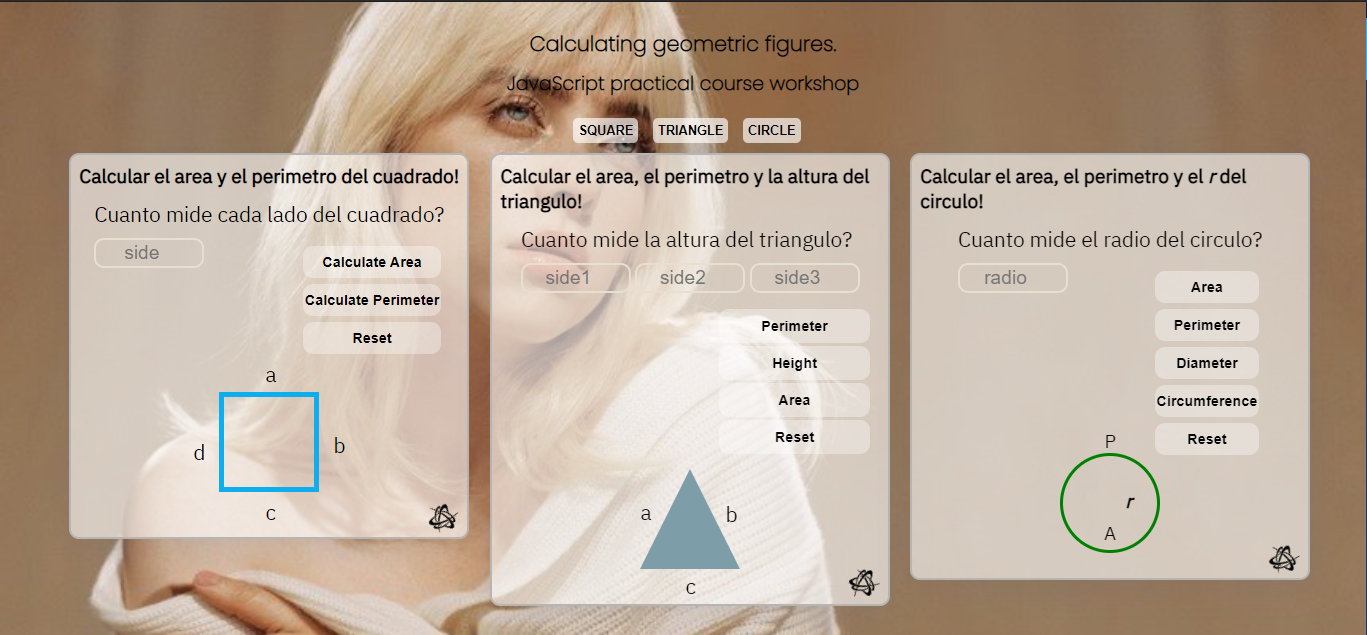 Calculating geometric figures.
JavaScript practical course workshop
SQUARE TRIANGLE CIRCLE
Calcular el area y el perimetro del cuadrado!
Cuanto mide cada lado del cuadrado?
side
Calculate Area
Calculate Perimeter
Reset
a
d
b
c
Calcular el area, el perimetro y la altura del
triangulo!
Cuanto mide la altura del triangulo?
side1 side2 side3
Perimeter
Height
Area
Reset
a b
c
Calcular el area, el perimetro y el r del
circulo!
Cuanto mide el radio del circulo?
radio
Area
Perimeter
Diameter
Circumference
Reset
P
r
A